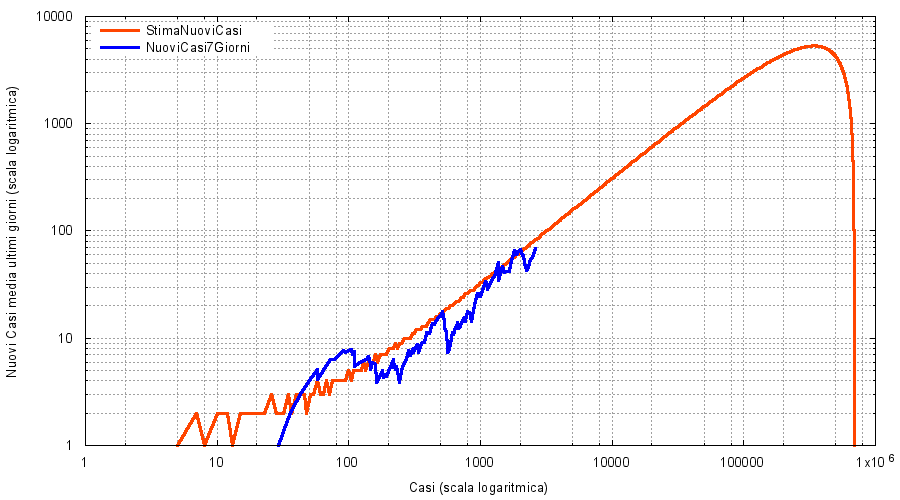 10000
StimaNuoviCasi
NuoviCasi7Giorni
1000
100
10
1
Nuovi Casi media ultimi giorni (scala logaritmica)
1 10 100 1000 10000 100000 1x10 6
Casi (scala logaritmica)